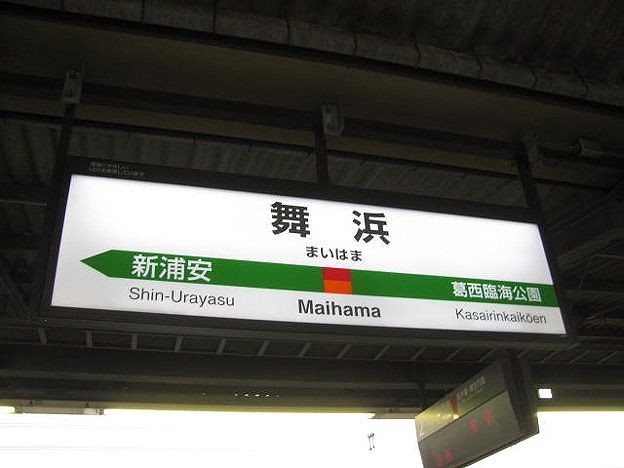 舞浜
まいはま
新浦安
葛西臨海公園
Shin-Urayasu
Maihama
Kasairinkaikōen